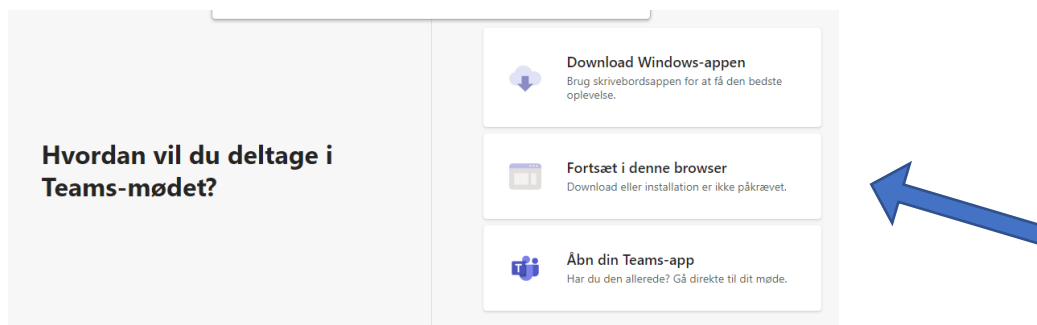 Download Windows-appen
Brug skrivebordsappen for at få den bedste
oplevelse.
Hvordan vil du deltage i
Teams-mødet?
Fortsæt i denne browser
Download eller installation er ikke påkrævet.
Åbn din Teams-app
Har du den allerede? Gå direkte til dit møde.